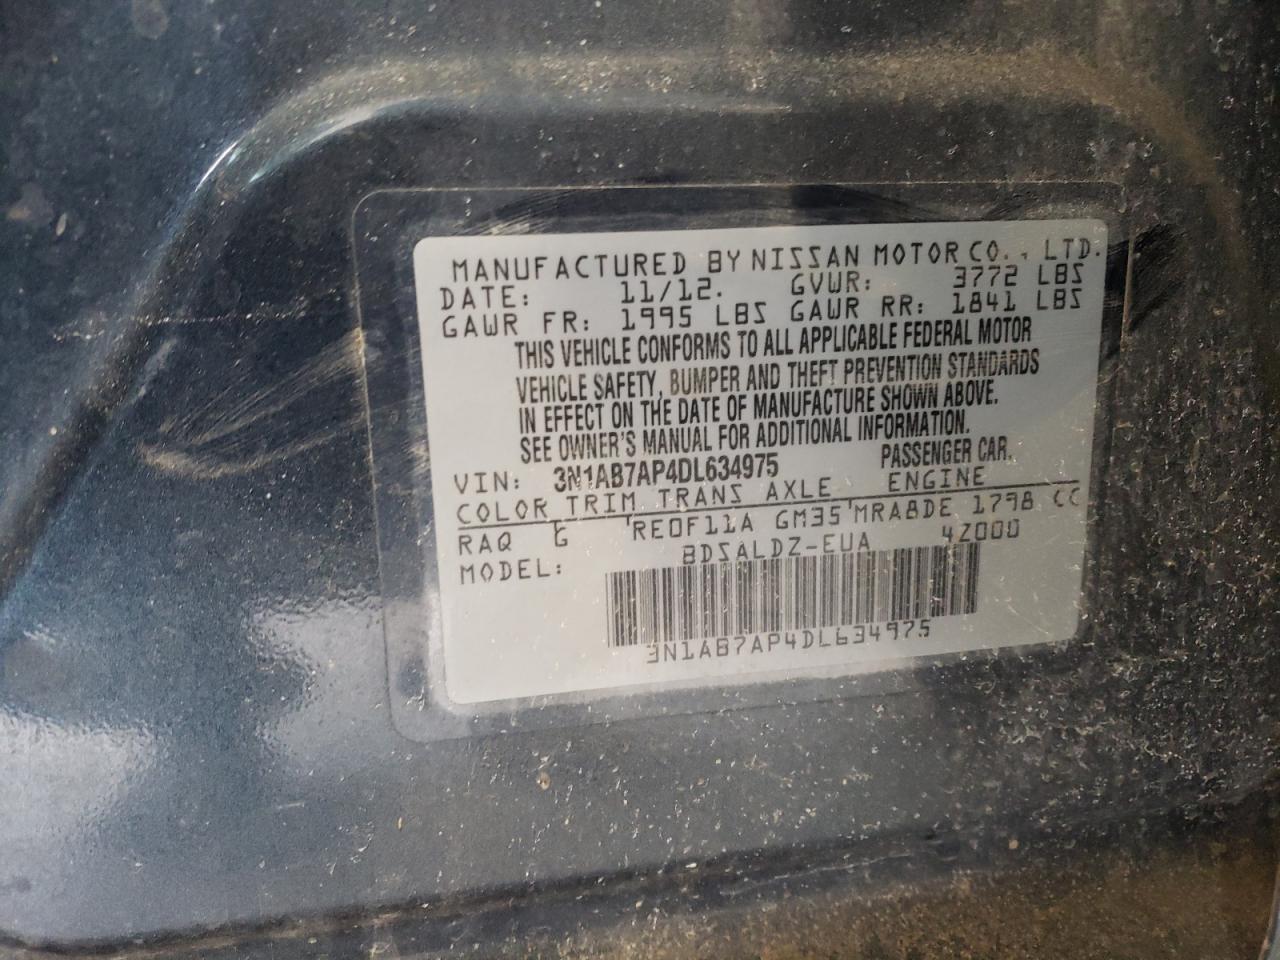 MANUFACTURED BY NISSAN MOTOR CO., LTD.
DATE: 11/12. GVWR: 3772 LBS
GAWR FR: 1995 LBS GAWR RR: 1841 LBS
THIS VEHICLE CONFORMS TO ALL APPLICABLE FEDERAL MOTOR
VEHICLE SAFETY, BUMPER AND THEFT PREVENTION STANDARDS
IN EFFECT ON THE DATE OF MANUFACTURE SHOWN ABOVE.
SEE OWNER'S MANUAL FOR ADDITIONAL INFORMATION.
VIN: 3N1AB7AP4DL634975 PASSENGER CAR.
COLOR TRIM TRANS AXLE ENGINE
RAQ G RE0F11A GM35 MRA8DE 1798 CC
MODEL: BDSALDZ-EUA 4Z000
3N1AB7AP4DL634975